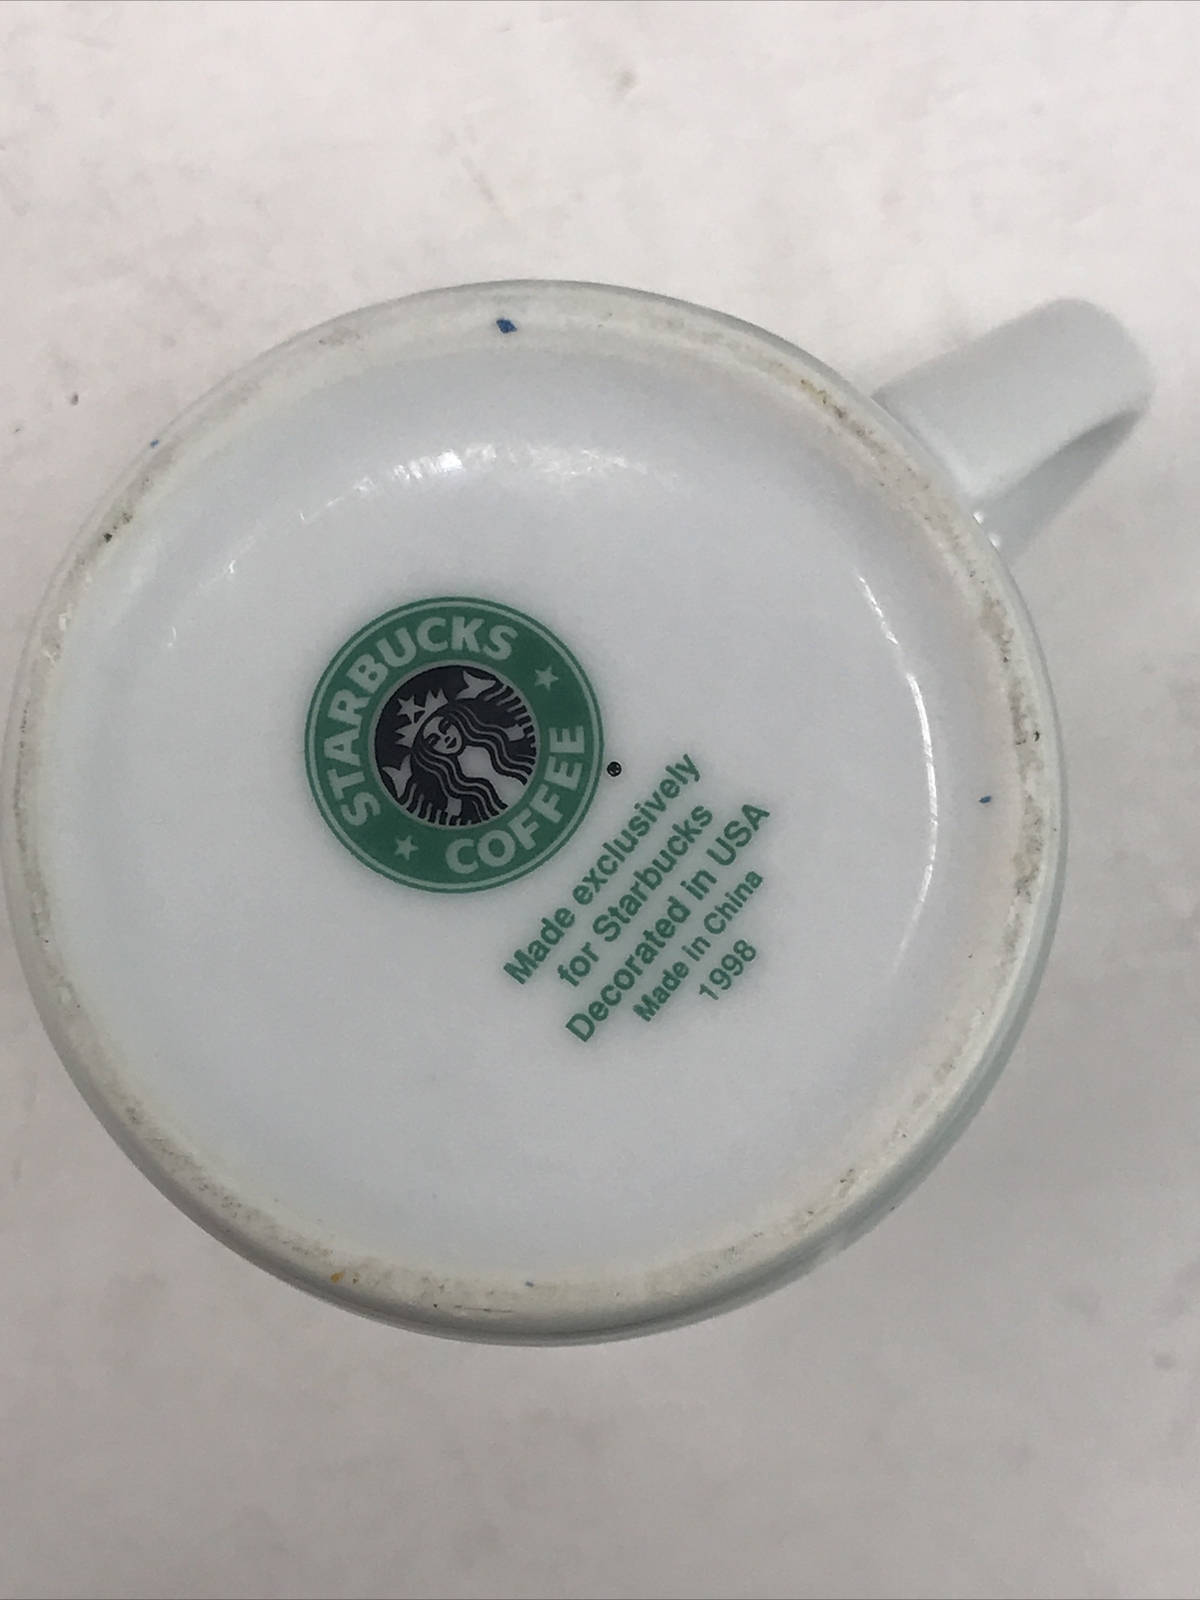 STARBUCKS
COFFEE
®
Made exclusively
for Starbucks
Decorated in USA
Made in China
1998